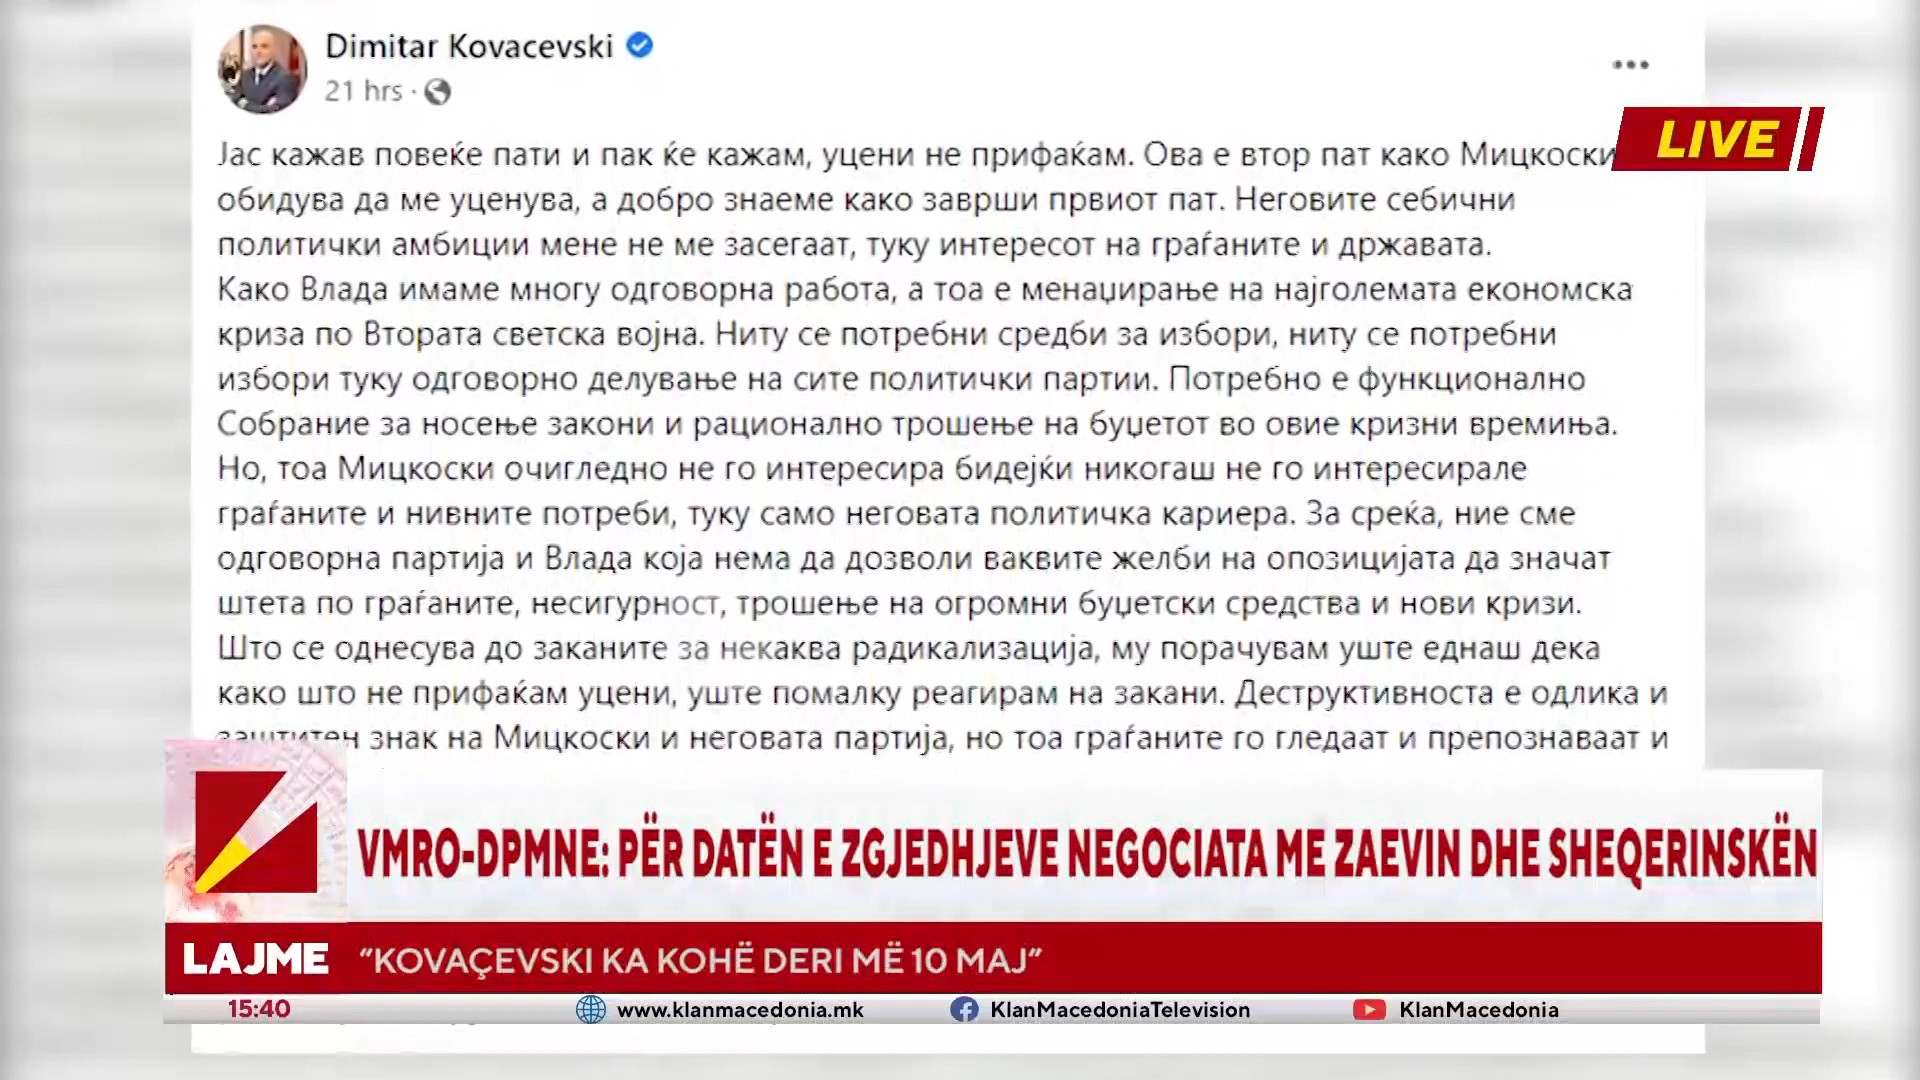 Dimitar Kovacevski
21 hrs ·
LIVE
Јас кажав повеќе пати и пак ќе кажам, уцени не прифаќам. Ова е втор пат како Мицкоски
обидува да ме уценува, а добро знаеме како заврши првиот пат. Неговите себични
политички амбиции мене не ме засегаат, туку интересот на граѓаните и државата.
Како Влада имаме многу одговорна работа, а тоа е менаџирање на најголемата економска
криза по Втората светска војна. Ниту се потребни средби за избори, ниту се потребни
избори туку одговорно делување на сите политички партии. Потребно е функционално
Собрание за носење закони и рационално трошење на буџетот во овие кризни времиња.
Но, тоа Мицкоски очигледно не го интересира бидејќи никогаш не го интересирале
граѓаните и нивните потреби, туку само неговата политичка кариера. За среќа, ние сме
одговорна партија и Влада која нема да дозволи ваквите желби на опозицијата да значат
штета по граѓаните, несигурност, трошење на огромни буџетски средства и нови кризи.
Што се однесува до заканите за некаква радикализација, му порачувам уште еднаш дека
како што не прифаќам уцени, уште помалку реагирам на закани. Деструктивноста е одлика и
заштитен знак на Мицкоски и неговата партија, но тоа граѓаните го гледаат и препознаваат и
VMRO-DPMNE: PËR DATËN E ZGJEDHJEVE NEGOCIATA ME ZAEVIN DHE SHEQERINSKËN
LAJME “KOVAÇEVSKI KA KOHË DERI MË 10 MAJ”
15:40 www.klanmacedonia.mk KlanMacedoniaTelevision KlanMacedonia